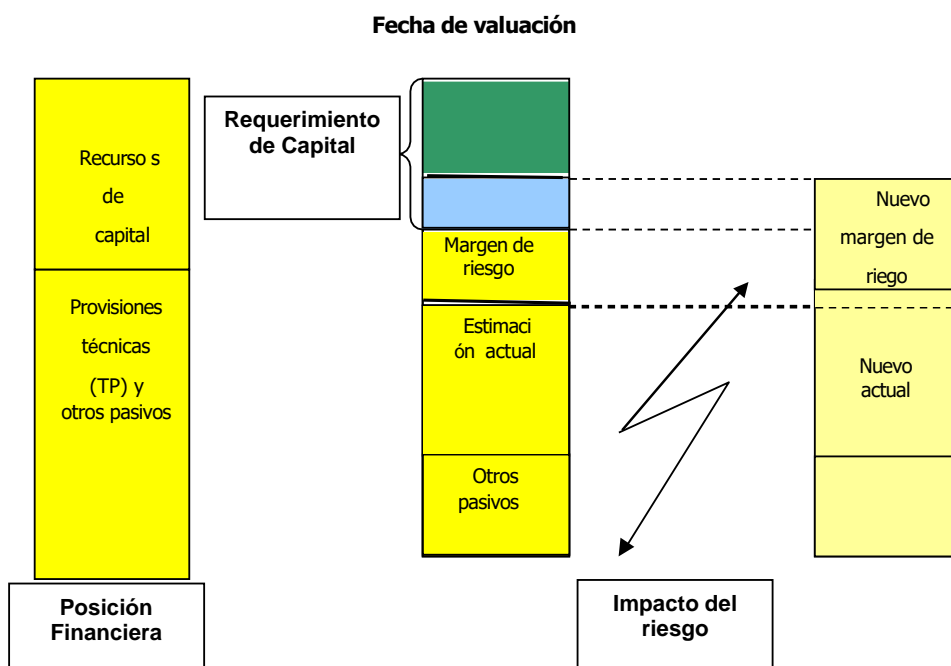 Fecha de valuación
Recurso s
de
capital
Provisiones
técnicas
(TP) y
otros pasivos
Posición
Financiera
Requerimiento
de Capital
Margen de
riesgo
Estimaci
ón actual
Otros
pasivos
Impacto del
riesgo
Nuevo
margen de
riego
Nuevo
actual